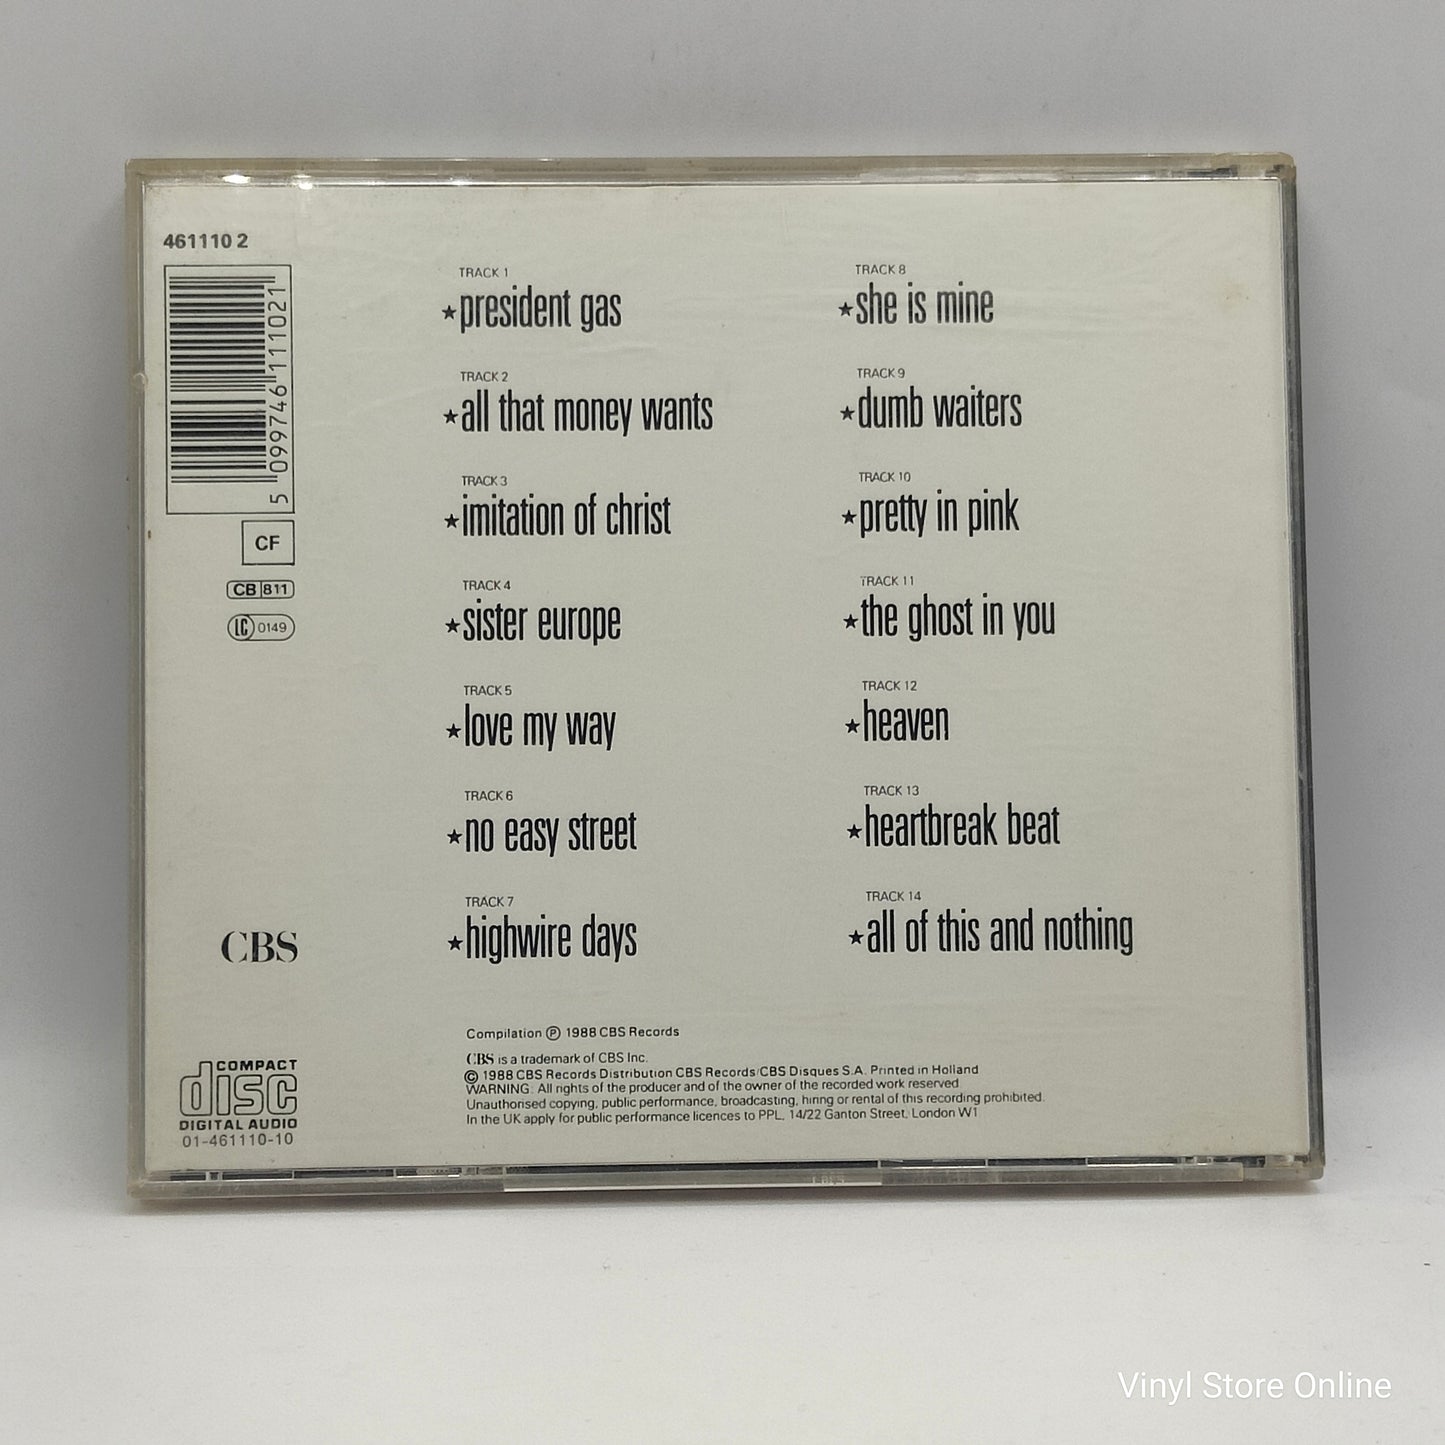 461110 2
5 099746 111021
CF
CB 811
LC 0149
TRACK 1
★president gas
TRACK 2
★all that money wants
TRACK 3
★imitation of christ
TRACK 4
★sister europe
TRACK 5
★love my way
TRACK 6
★no easy street
TRACK 7
★highwire days
TRACK 8
★she is mine
TRACK 9
★dumb waiters
TRACK 10
★pretty in pink
TRACK 11
★the ghost in you
TRACK 12
★heaven
TRACK 13
★heartbreak beat
TRACK 14
★all of this and nothing
CBS
COMPACT
disc
DIGITAL AUDIO
01-461110-10
Compilation ℗ 1988 CBS Records
CBS is a trademark of CBS Inc.
© 1988 CBS Records Distribution CBS Records/CBS Disques S.A. Printed in Holland
WARNING: All rights of the producer and of the owner of the recorded work reserved.
Unauthorised copying, public performance, broadcasting, hiring or rental of this recording prohibited.
In the UK apply for public performance licences to PPL, 14/22 Ganton Street, London W1
Vinyl Store Online